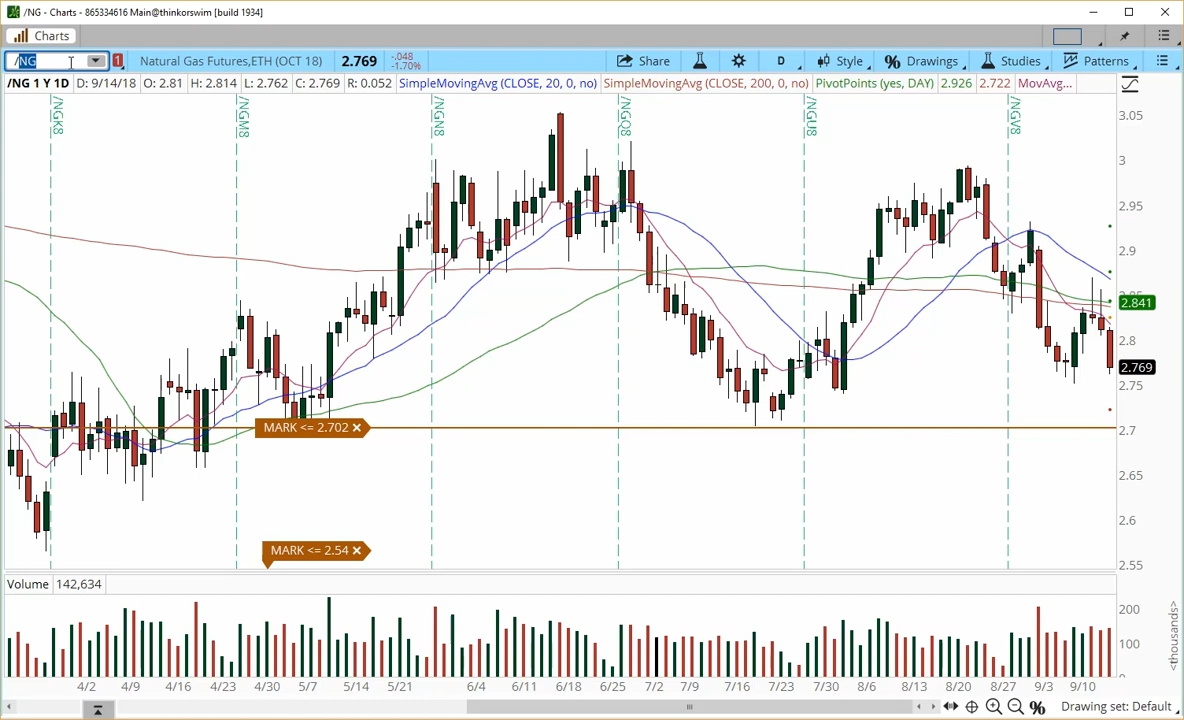 /NG - Charts - 865334616 Main@thinkorswim [build 1934]
Charts
/NG 1 Natural Gas Futures,ETH (OCT 18) 2.769 -.048 -1.70% Share D Style % Drawings Studies Patterns
/NG 1 Y 1D D: 9/14/18 O: 2.81 H: 2.814 L: 2.762 C: 2.769 R: 0.052 SimpleMovingAvg (CLOSE, 20, 0, no) SimpleMovingAvg (CLOSE, 200, 0, no) PivotPoints (yes, DAY) 2.926 2.722 MovAvg...
/NGK8 /NGM8 /NGN8 /NGQ8 /NGU8 /NGV8
3.05
3
2.95
2.9
2.85
2.841
2.8
2.769
2.75
MARK <= 2.702
2.7
2.65
2.6
MARK <= 2.54
2.55
Volume 142,634
200
100
0
<thousands>
4/2 4/9 4/16 4/23 4/30 5/7 5/14 5/21 6/4 6/11 6/18 6/25 7/2 7/9 7/16 7/23 7/30 8/6 8/13 8/20 8/27 9/3 9/10
% Drawing set: Default